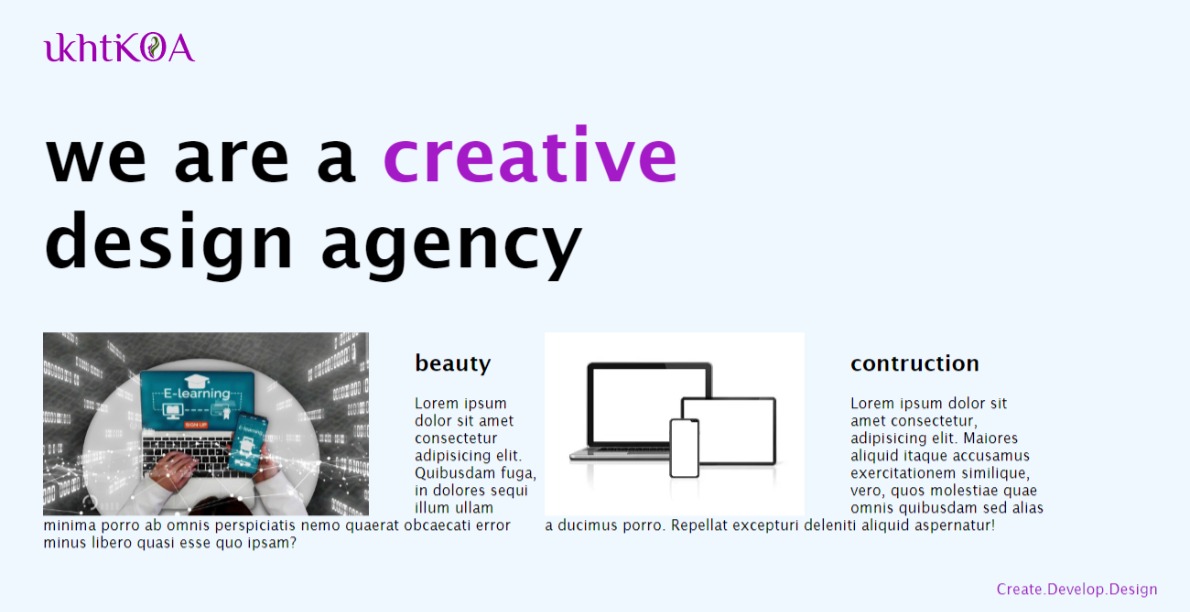 ukhtiKOA
we are a creative
design agency
E-learning
SIGN UP
beauty
Lorem ipsum
dolor sit amet
consectetur
adipisicing elit.
Quibusdam fuga,
in dolores sequi
illum ullam
minima porro ab omnis perspiciatis nemo quaerat obcaecati error
minus libero quasi esse quo ipsam?
contruction
Lorem ipsum dolor sit
amet consectetur,
adipisicing elit. Maiores
aliquid itaque accusamus
exercitationem similique,
vero, quos molestiae quae
omnis quibusdam sed alias
a ducimus porro. Repellat excepturi deleniti aliquid aspernatur!
Create.Develop.Design